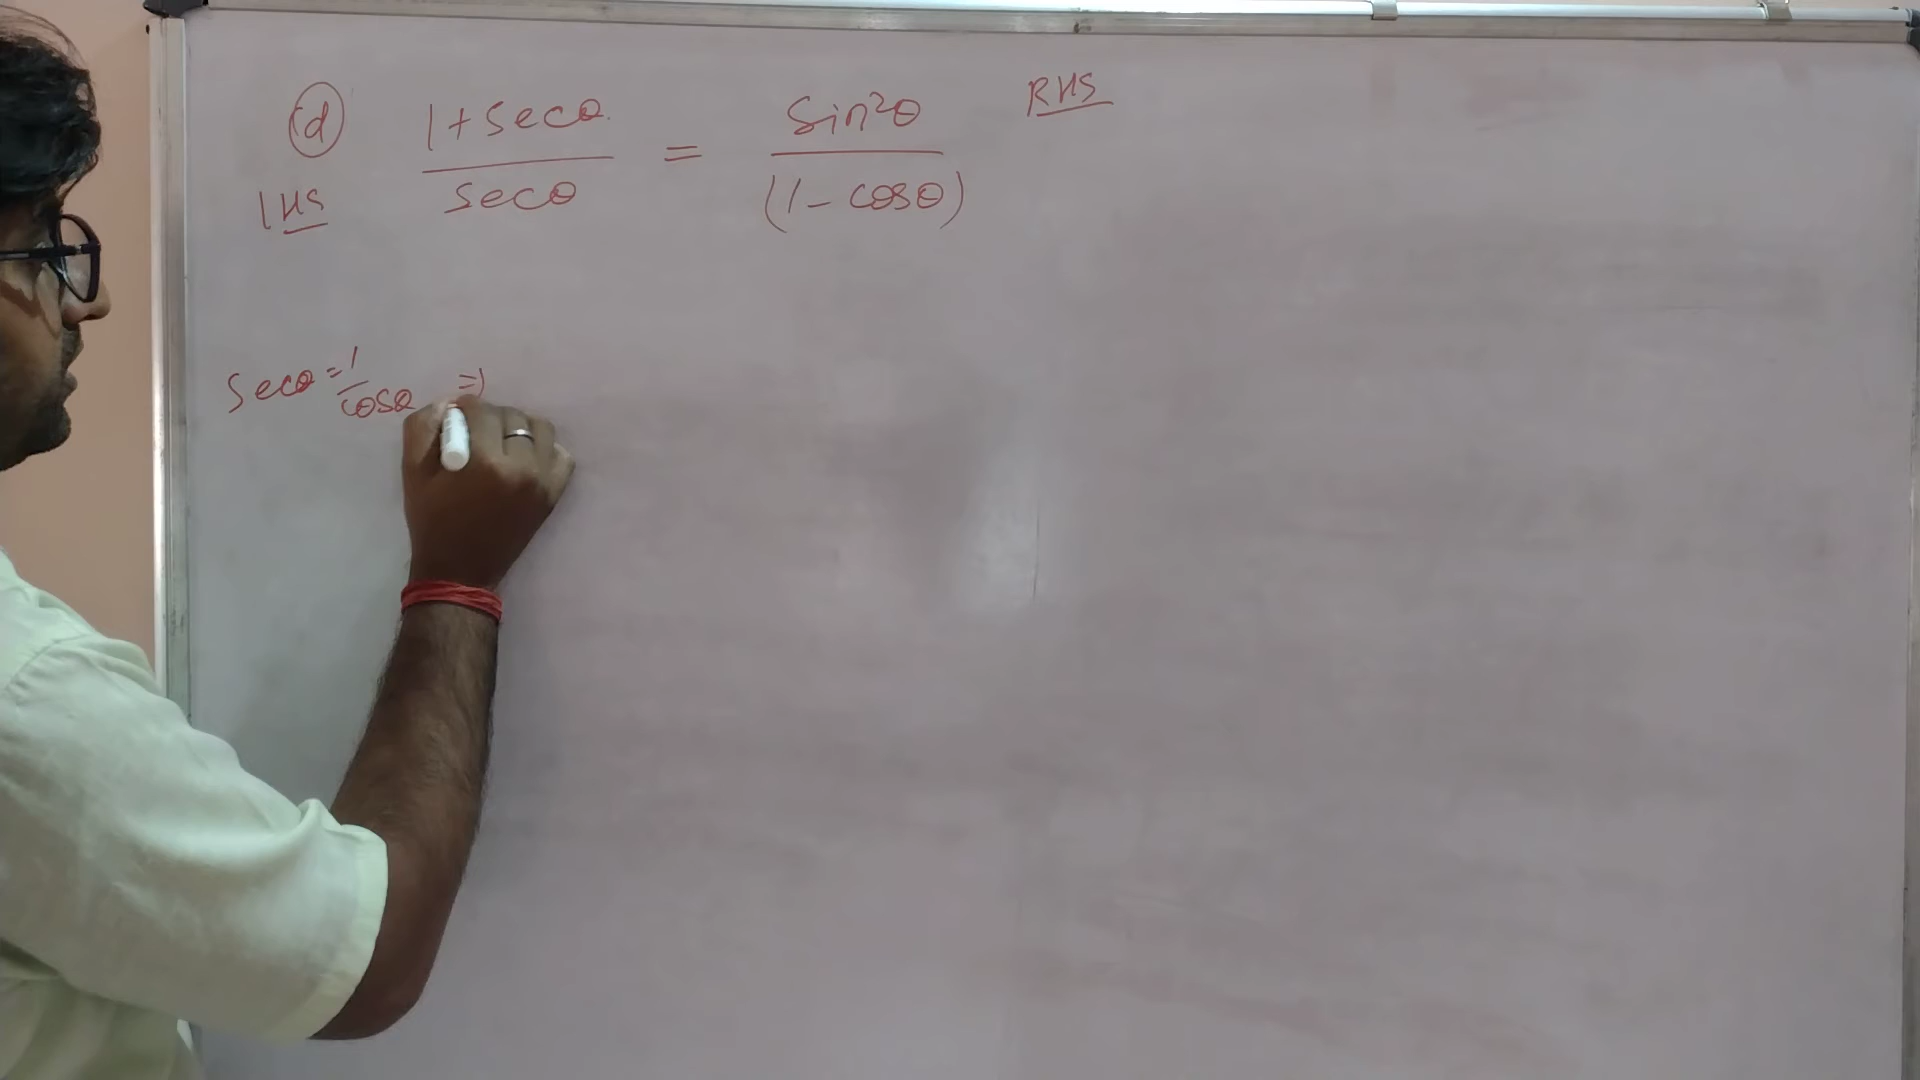 (d) 1+secθ / secθ = sin²θ / (1-cosθ) RHS
LHS
secθ = 1/cosθ =>